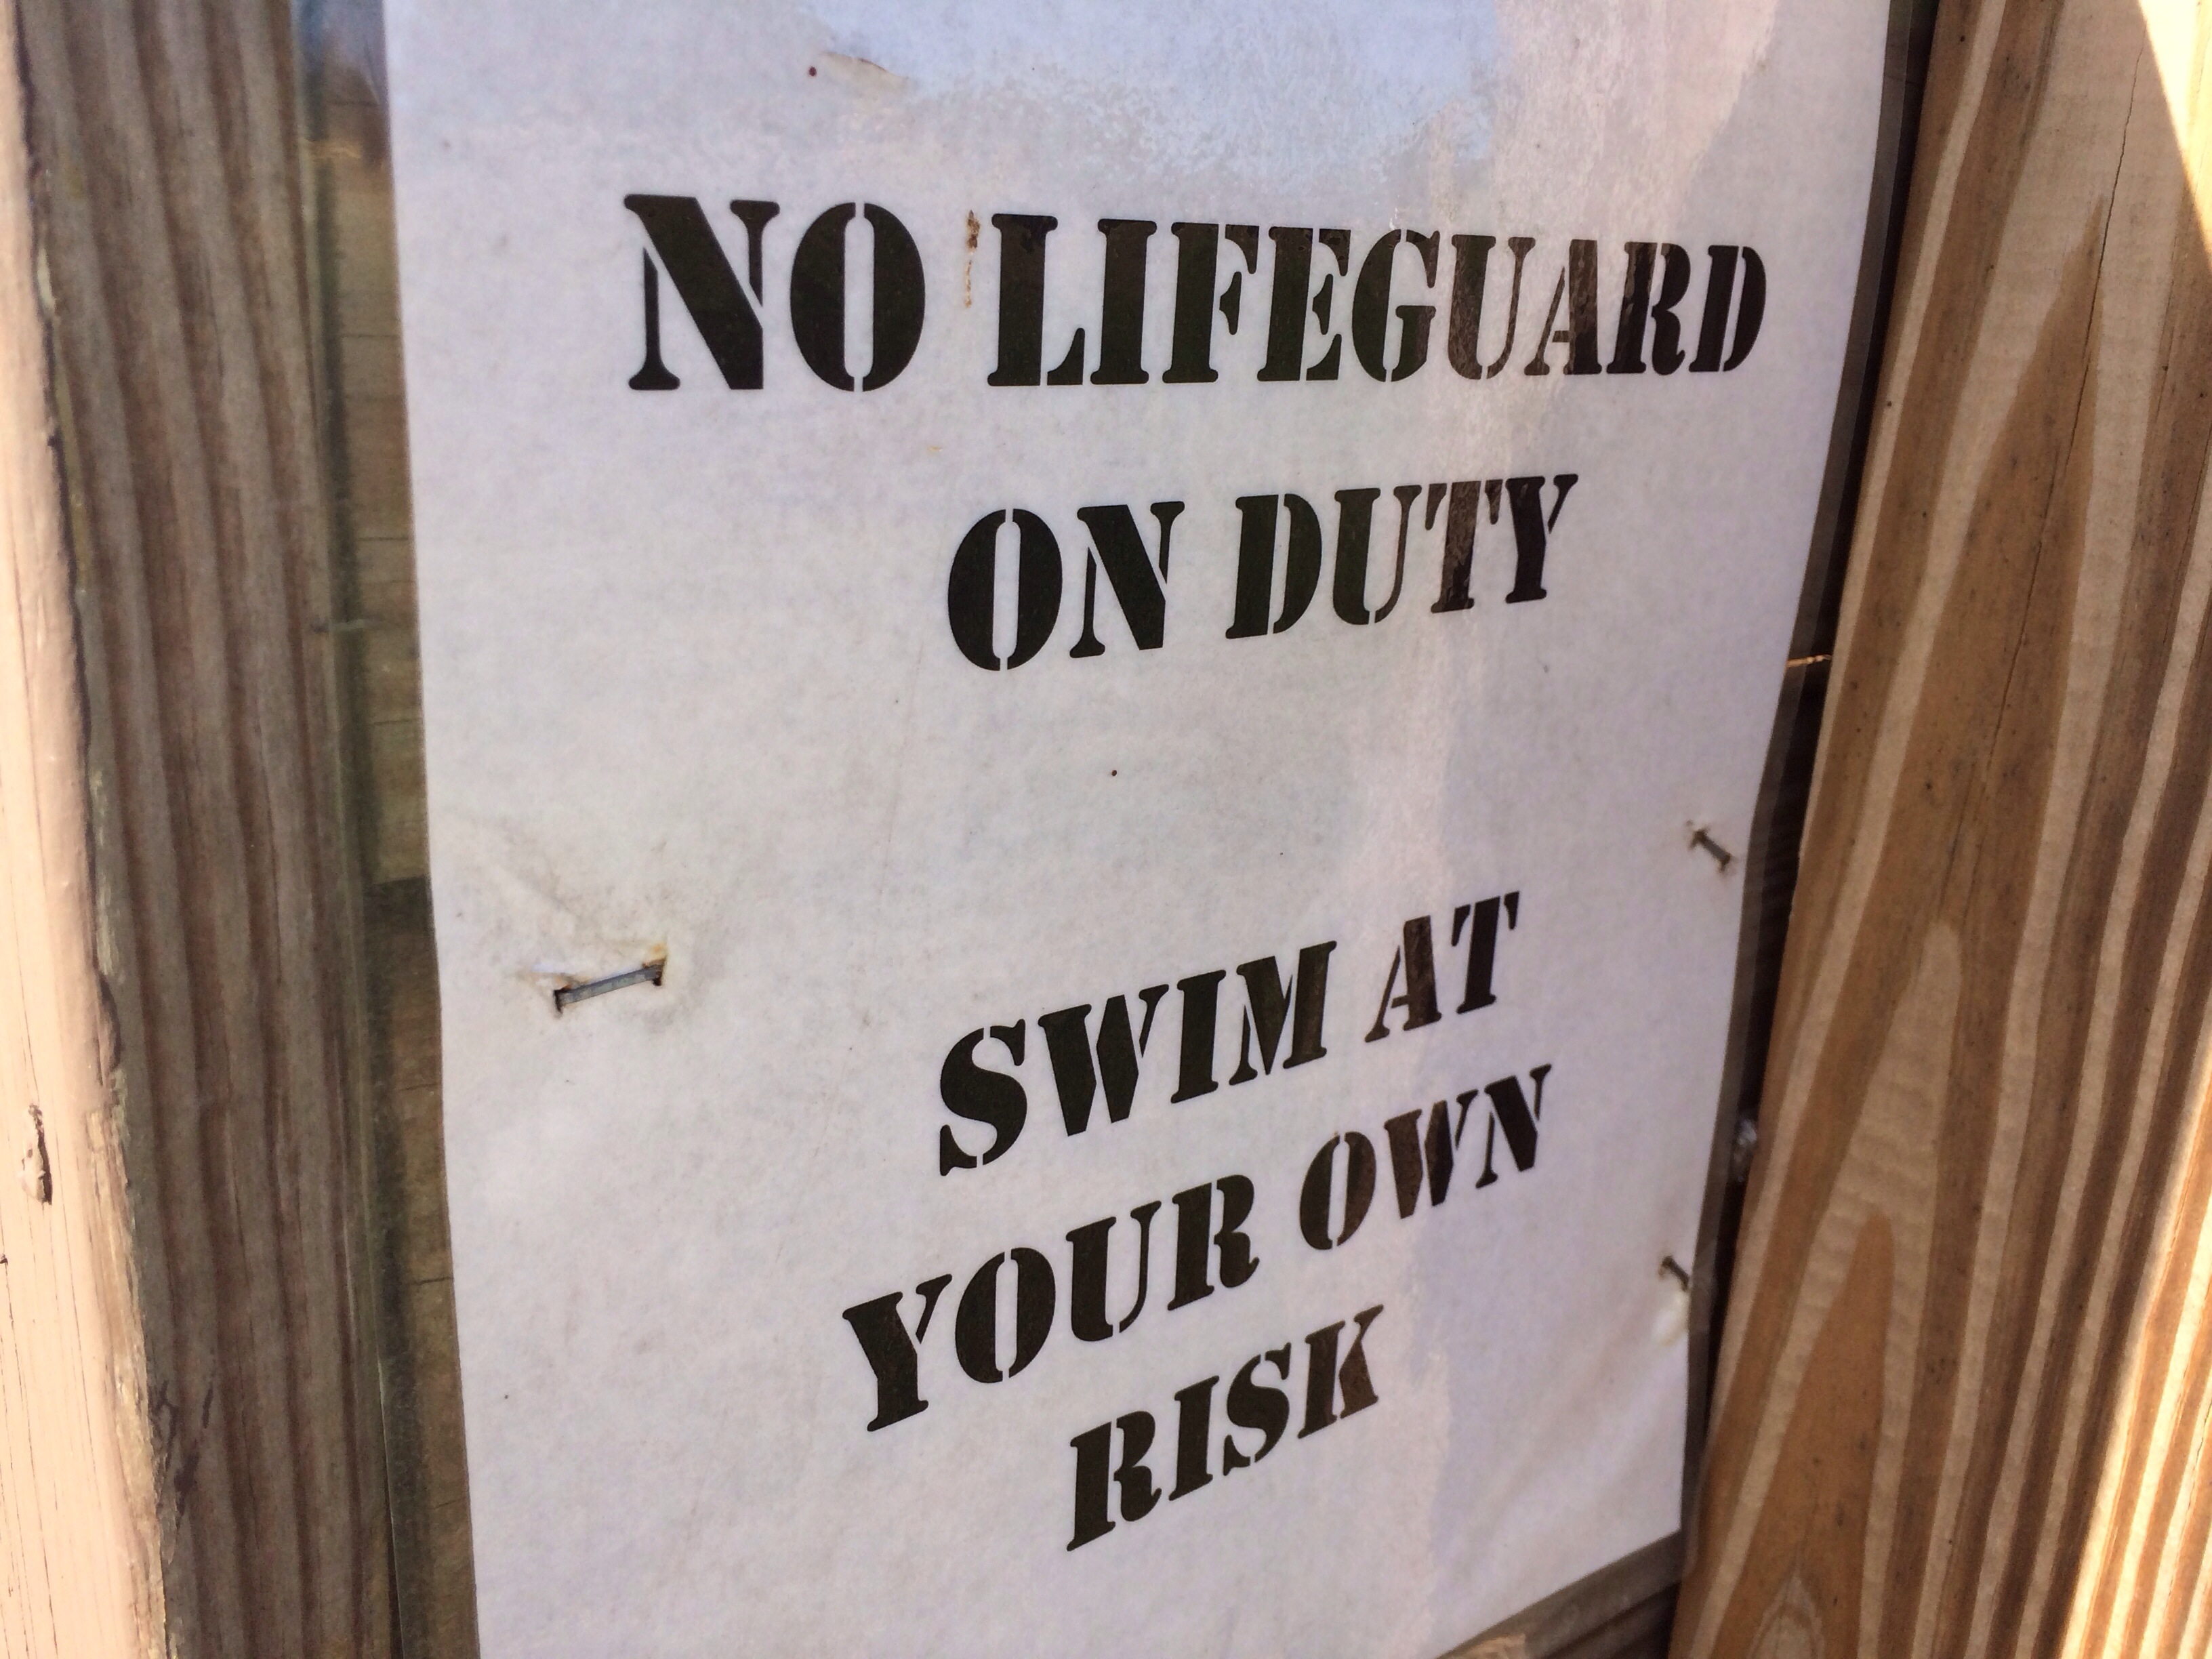 NO LIFEGUARD
ON DUTY
SWIM AT
YOUR OWN
RISK